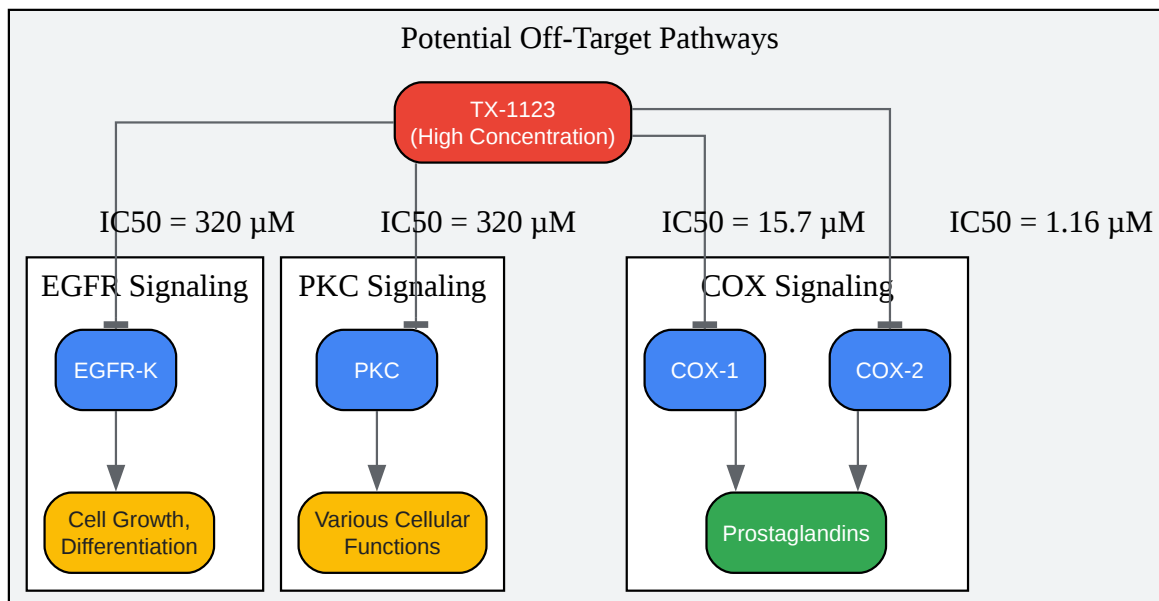 Potential Off-Target Pathways
TX-1123
(High Concentration)
IC50 = 320 µM
IC50 = 320 µM
IC50 = 15.7 µM
IC50 = 1.16 µM
EGFR Signaling
PKC Signaling
COX Signaling
EGFR-K
PKC
COX-1
COX-2
Cell Growth,
Differentiation
Various Cellular
Functions
Prostaglandins